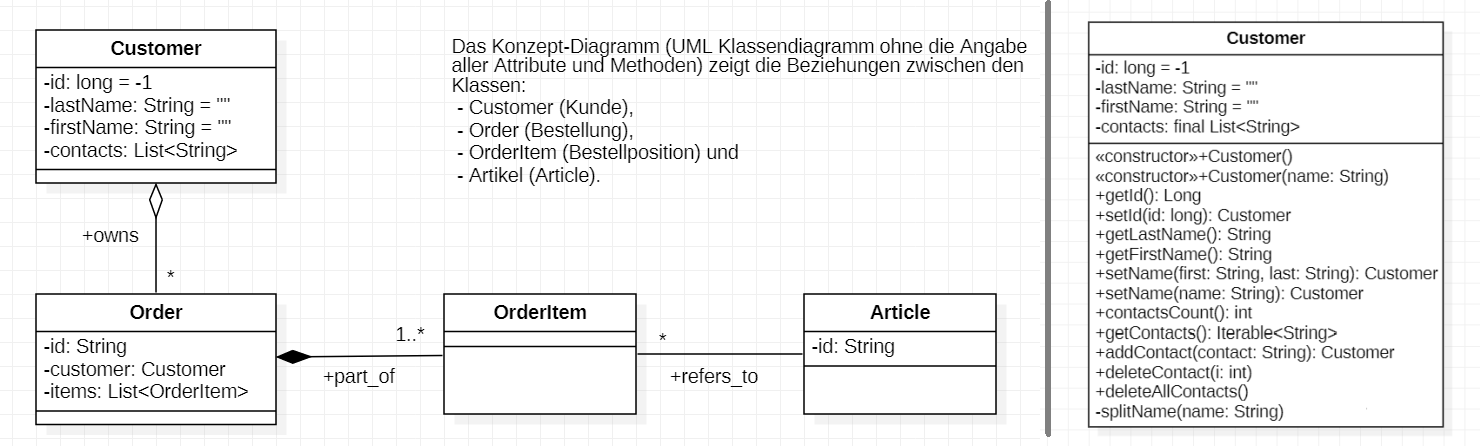 Customer
-id: long = -1
-lastName: String = ""
-firstName: String = ""
-contacts: List<String>
+owns
*
Das Konzept-Diagramm (UML Klassendiagramm ohne die Angabe
aller Attribute und Methoden) zeigt die Beziehungen zwischen den
Klassen:
- Customer (Kunde),
- Order (Bestellung),
- OrderItem (Bestellposition) und
- Artikel (Article).
Order
-id: String
-customer: Customer
-items: List<OrderItem>
1..*
+part_of
OrderItem
*
+refers_to
Article
-id: String
Customer
-id: long = -1
-lastName: String = ""
-firstName: String = ""
-contacts: final List<String>
«constructor»+Customer()
«constructor»+Customer(name: String)
+getId(): Long
+setId(id: long): Customer
+getLastName(): String
+getFirstName(): String
+setName(first: String, last: String): Customer
+setName(name: String): Customer
+contactsCount(): int
+getContacts(): Iterable<String>
+addContact(contact: String): Customer
+deleteContact(i: int)
+deleteAllContacts()
-splitName(name: String)